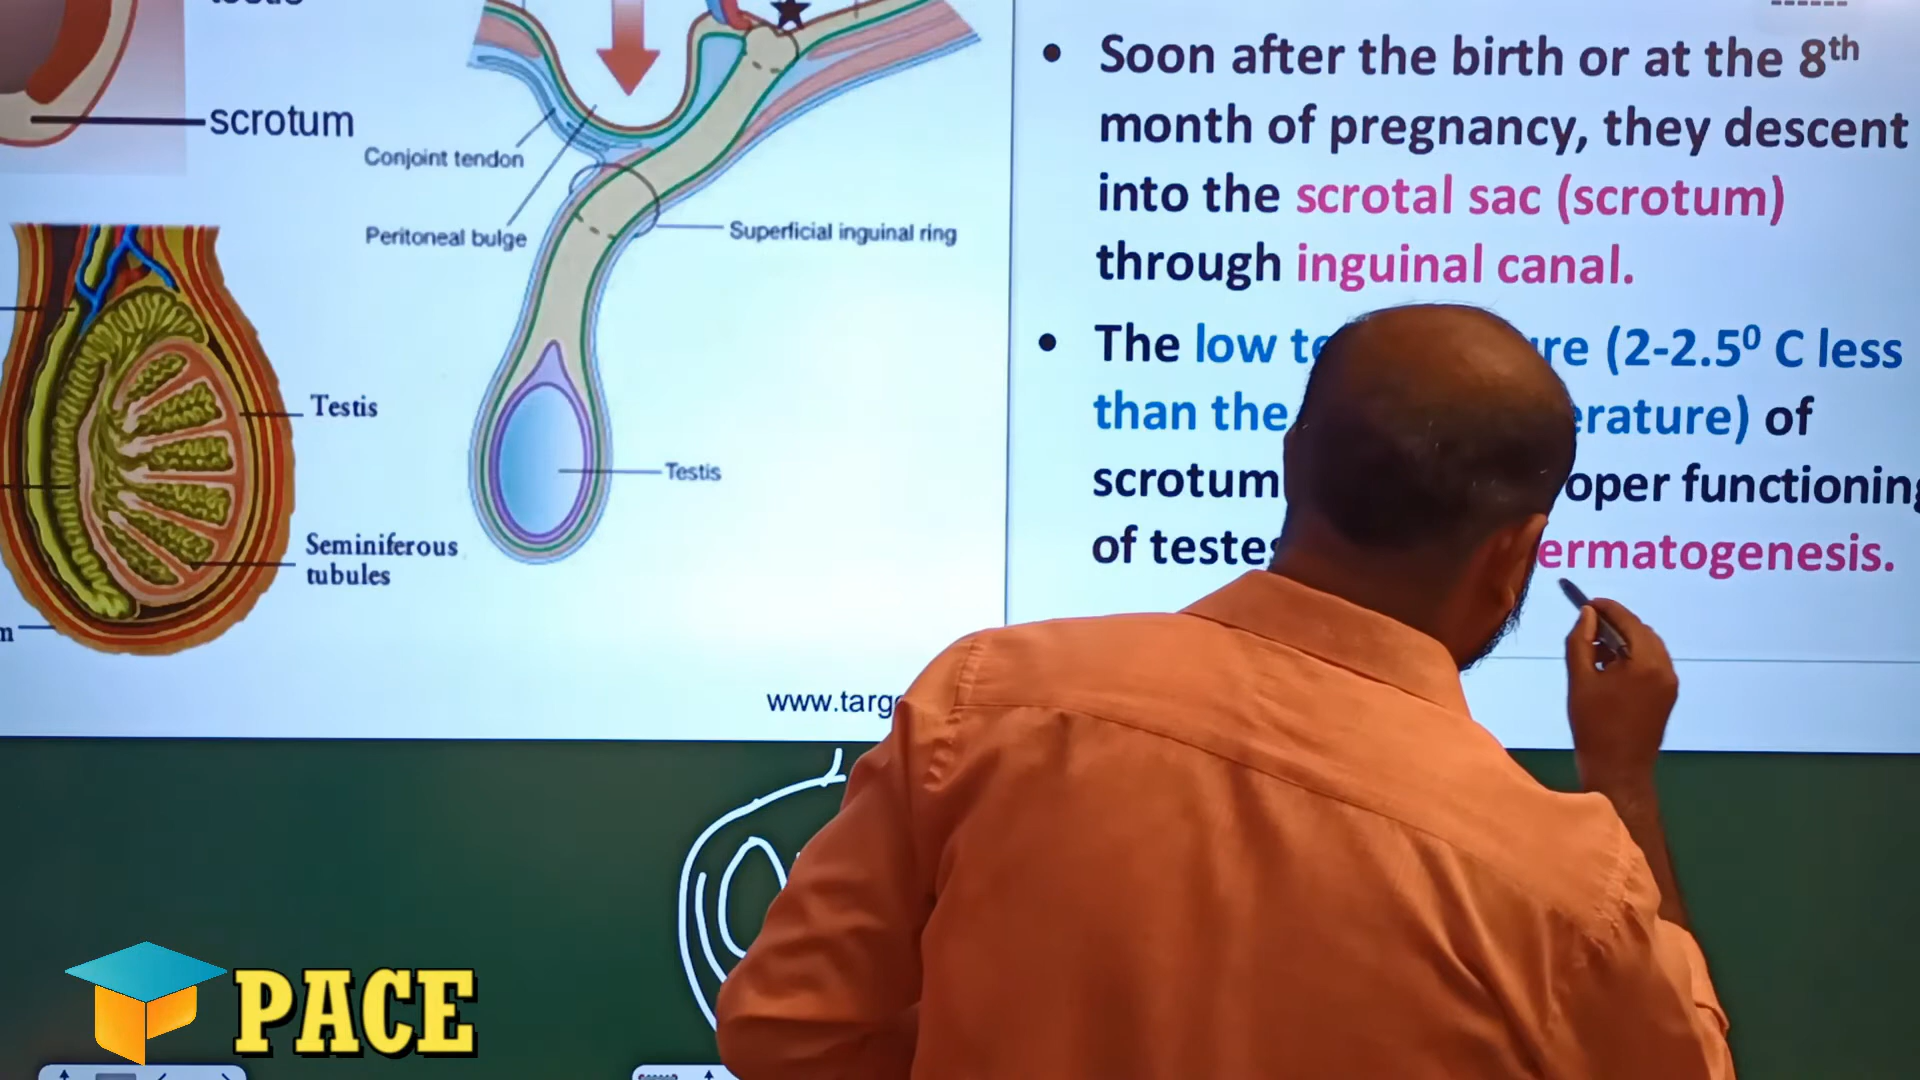 scrotum
Conjoint tendon
Peritoneal bulge
Superficial inguinal ring
Testis
Testis
Seminiferous
tubules
www.targ
• Soon after the birth or at the 8th
month of pregnancy, they descent
into the scrotal sac (scrotum)
through inguinal canal.
• The low (2-2.5⁰ C less
than the erature) of
scrotum oper functioning
of testes ermatogenesis.
PACE